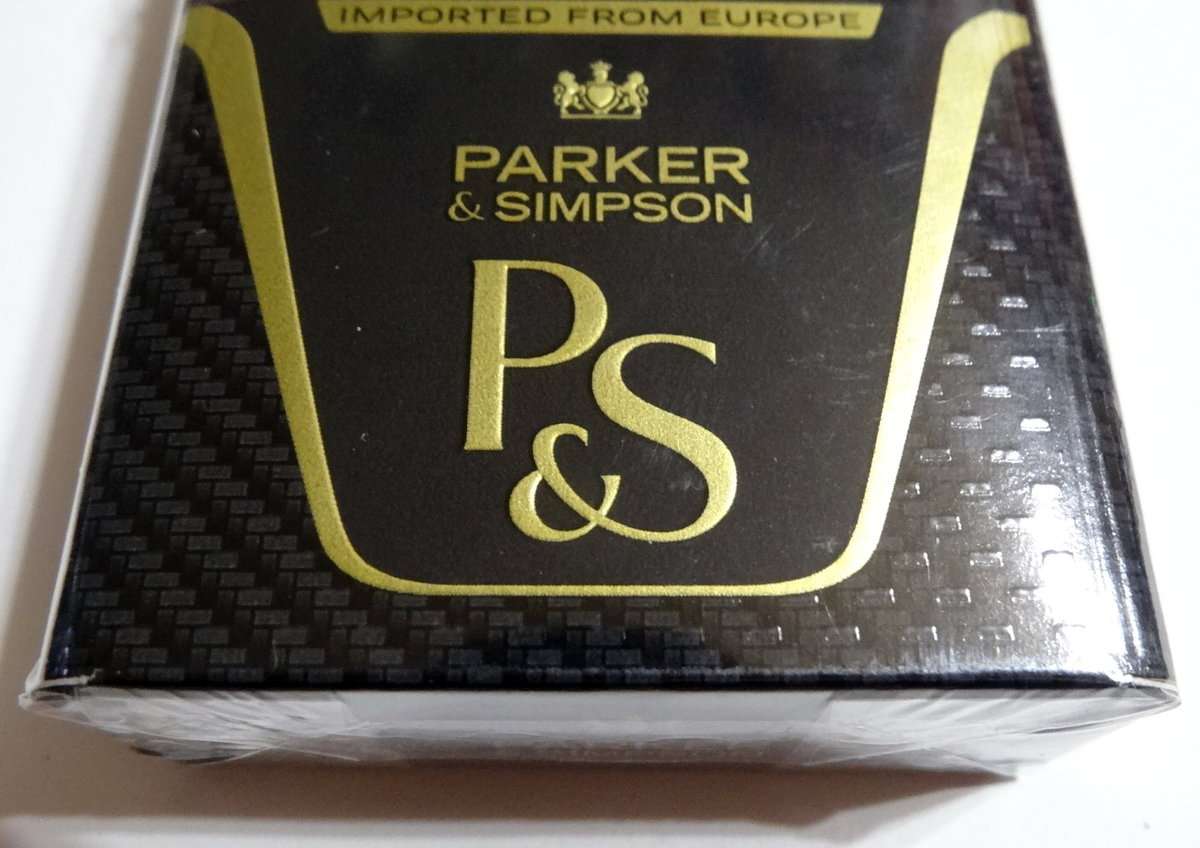 IMPORTED FROM EUROPE
PARKER
& SIMPSON
P&S